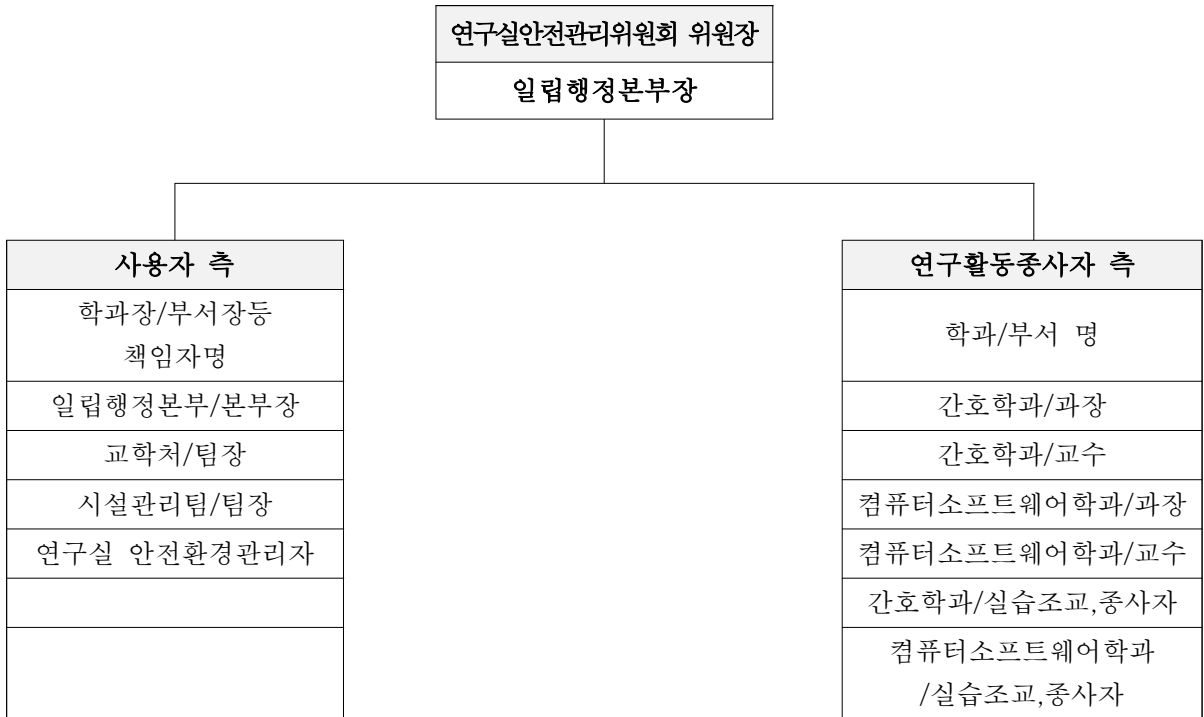 연구실안전관리위원회 위원장
일립행정본부장
사용자 측
학과장/부서장등
책임자명
일립행정본부/본부장
교학처/팀장
시설관리팀/팀장
연구실 안전환경관리자
연구활동종사자 측
학과/부서 명
간호학과/과장
간호학과/교수
컴퓨터소프트웨어학과/과장
컴퓨터소프트웨어학과/교수
간호학과/실습조교,종사자
컴퓨터소프트웨어학과
/실습조교,종사자